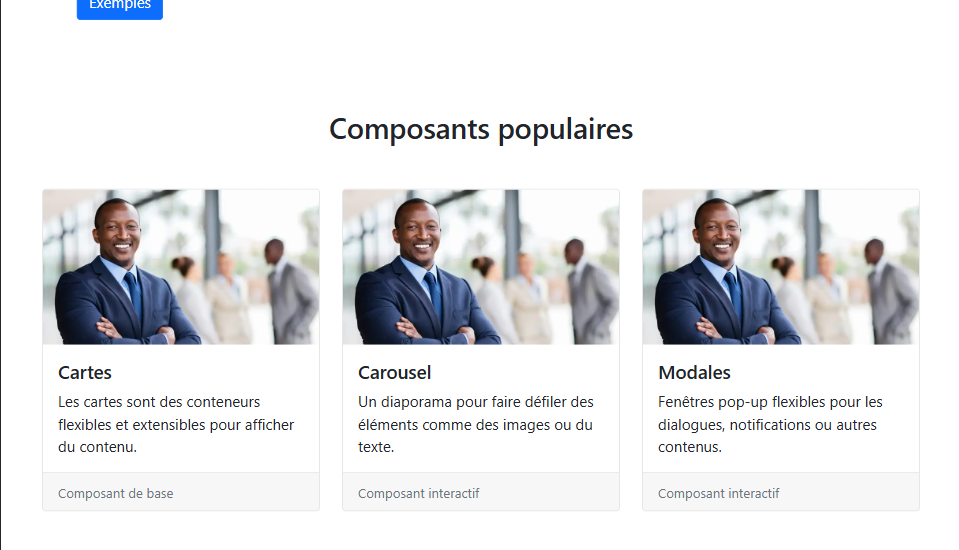 Exemples
Composants populaires
Cartes
Les cartes sont des conteneurs
flexibles et extensibles pour afficher
du contenu.
Composant de base
Carousel
Un diaporama pour faire défiler des
éléments comme des images ou du
texte.
Composant interactif
Modales
Fenêtres pop-up flexibles pour les
dialogues, notifications ou autres
contenus.
Composant interactif